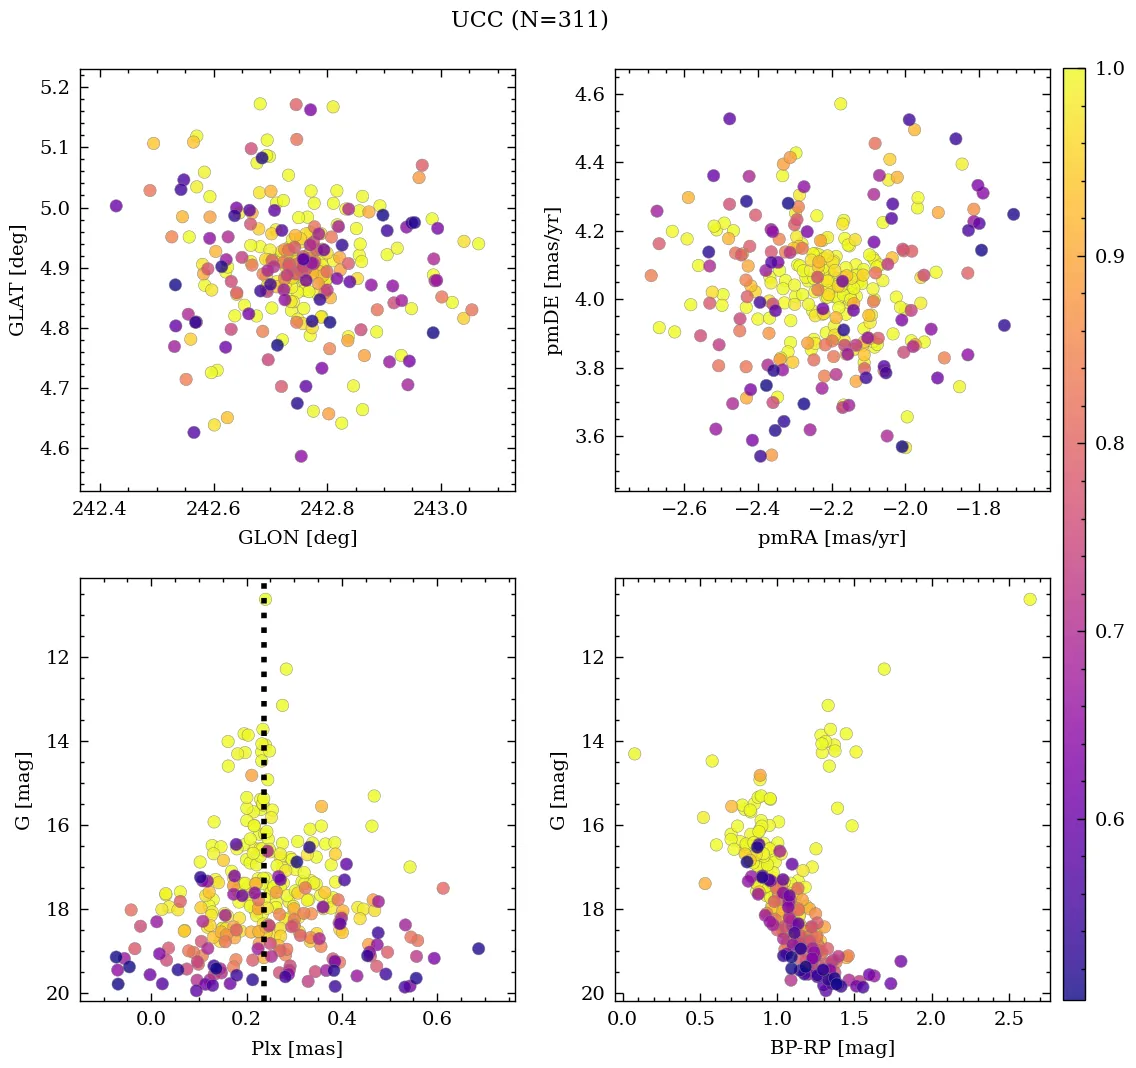 UCC (N=311)
5.2
5.1
5.0
4.9
4.8
4.7
4.6
GLAT [deg]
242.4 242.6 242.8 243.0
GLON [deg]
4.6
4.4
4.2
4.0
3.8
3.6
pmDE [mas/yr]
−2.6 −2.4 −2.2 −2.0 −1.8
pmRA [mas/yr]
1.0
0.9
0.8
0.7
0.6
12
14
16
18
20
G [mag]
0.0 0.2 0.4 0.6
Plx [mas]
12
14
16
18
20
G [mag]
0.0 0.5 1.0 1.5 2.0 2.5
BP-RP [mag]